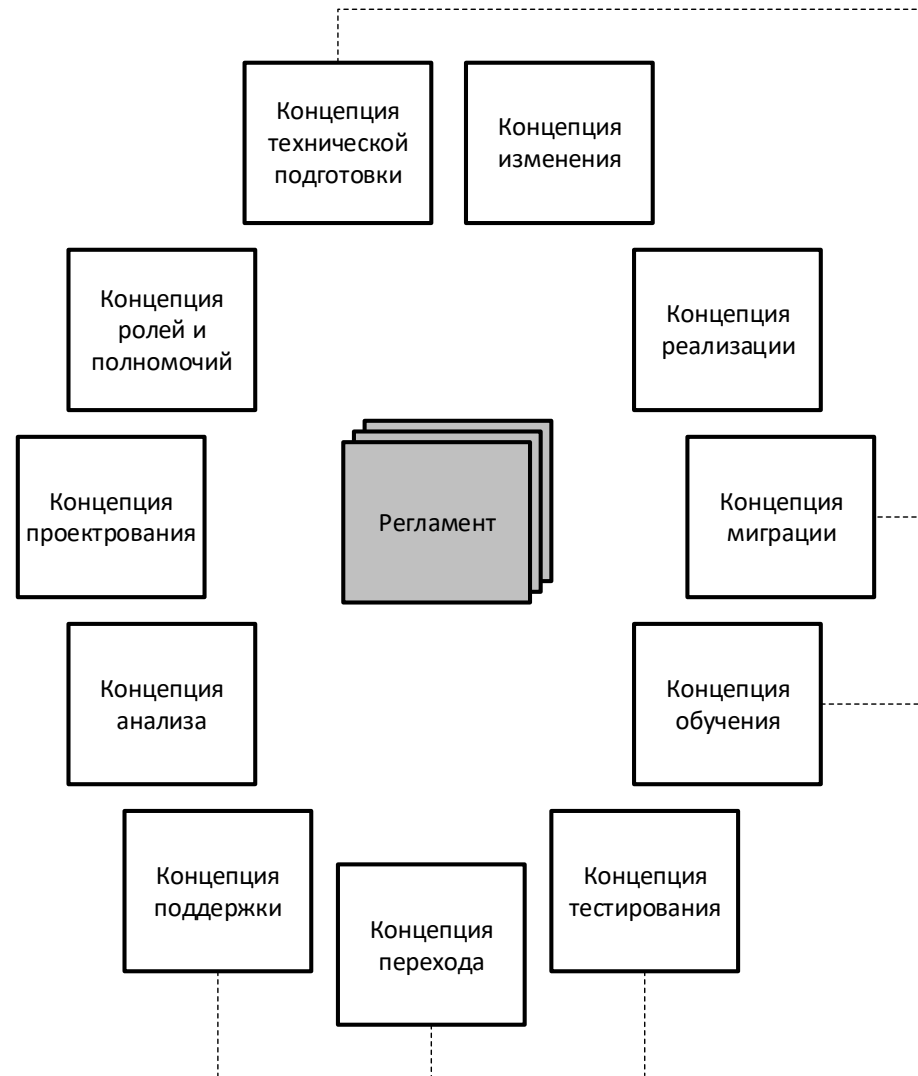 Концепция
технической
подготовки
Концепция
изменения
Концепция
ролей и
полномочий
Концепция
реализации
Концепция
проектрования
Регламент
Концепция
миграции
Концепция
анализа
Концепция
обучения
Концепция
поддержки
Концепция
перехода
Концепция
тестирования